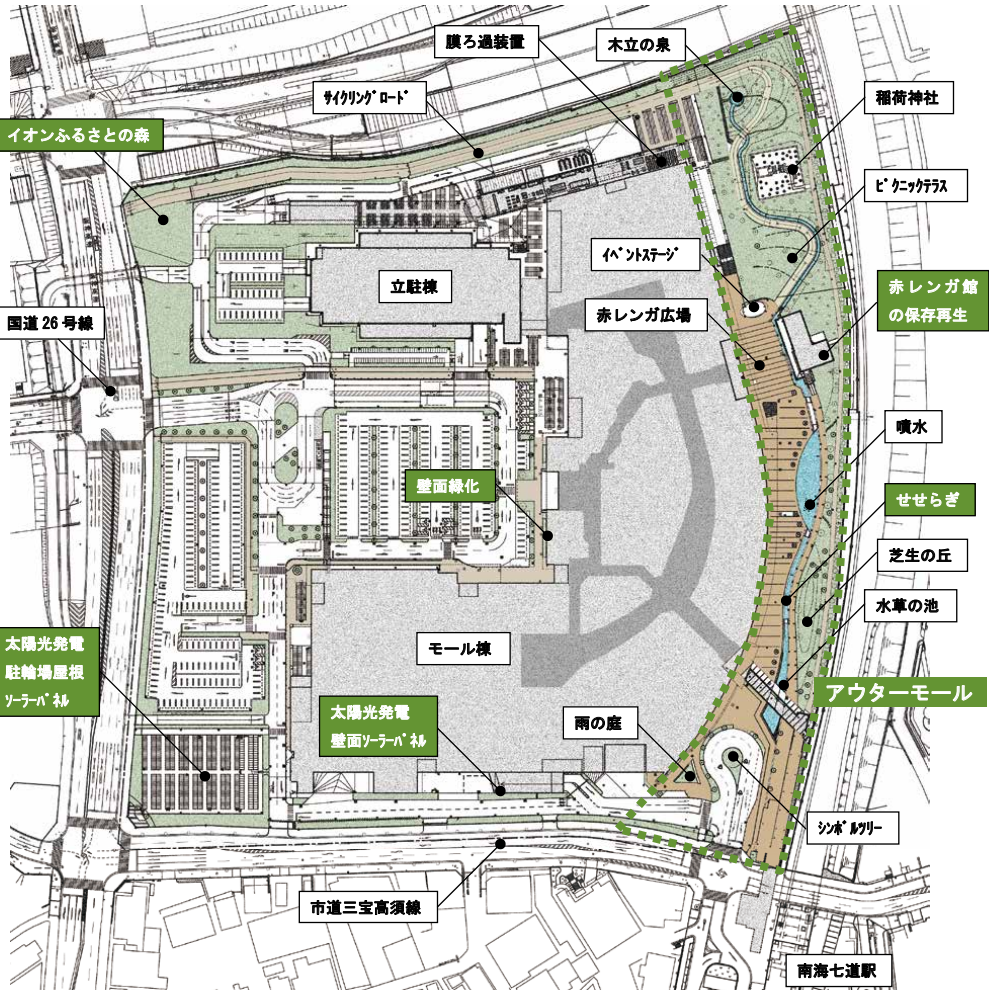 膜ろ過装置
木立の泉
サイクリングロード
稲荷神社
イオンふるさとの森
ピクニックテラス
イベントステージ
立駐棟
赤レンガ館
の保存再生
国道26号線
赤レンガ広場
噴水
壁面緑化
せせらぎ
芝生の丘
水草の池
モール棟
太陽光発電
駐輪場屋根
ソーラーパネル
アウターモール
太陽光発電
壁面ソーラーパネル
雨の庭
シンボルツリー
市道三宝高須線
南海七道駅